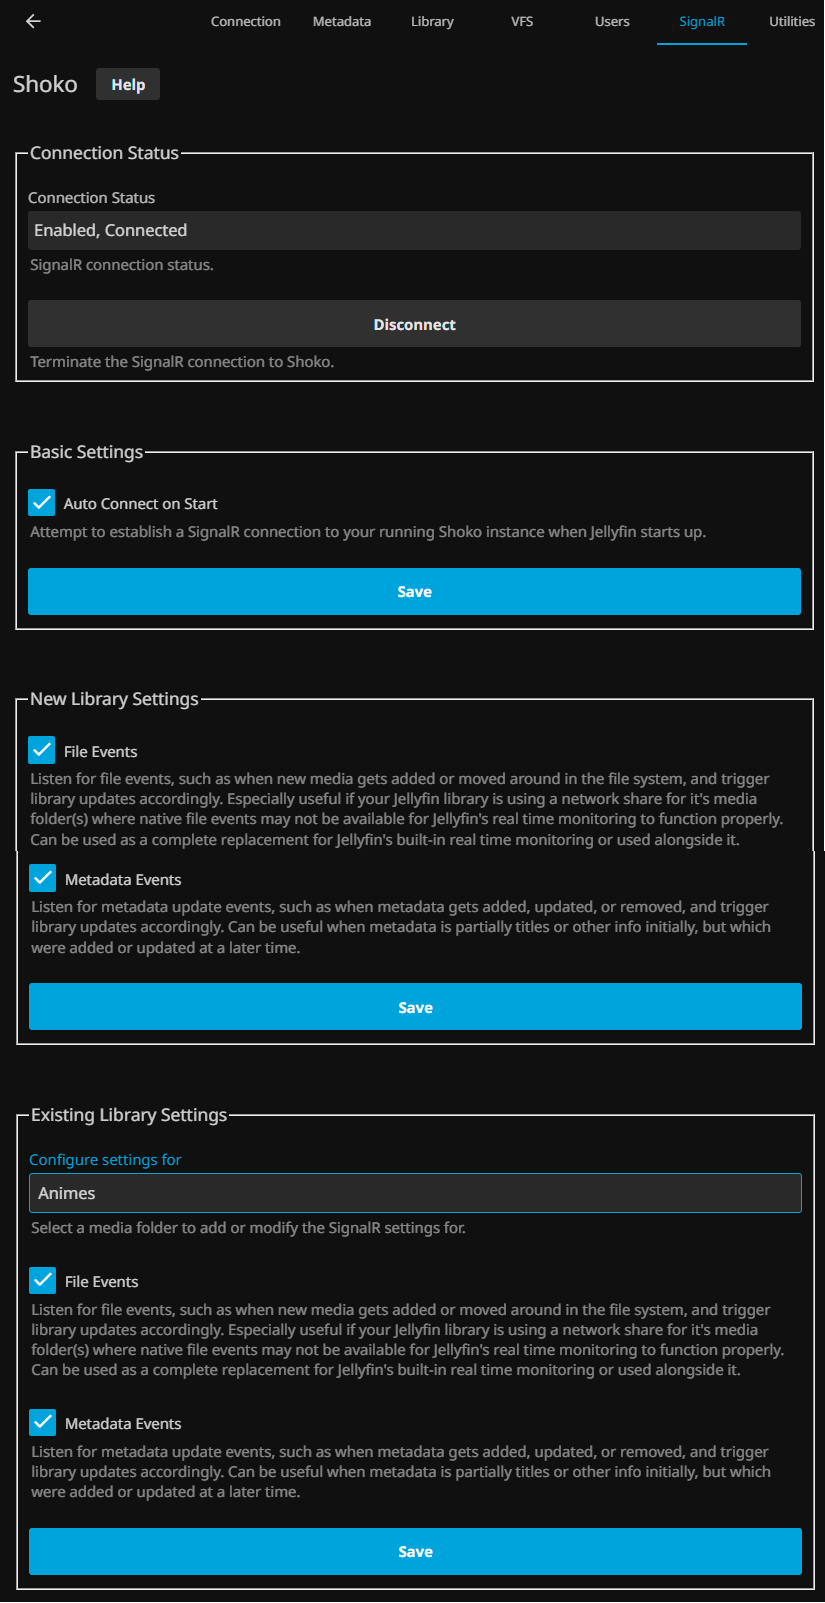 Connection Metadata Library VFS Users SignalR Utilities
Shoko Help
Connection Status
Connection Status
Enabled, Connected
SignalR connection status.
Disconnect
Terminate the SignalR connection to Shoko.
Basic Settings
Auto Connect on Start
Attempt to establish a SignalR connection to your running Shoko instance when Jellyfin starts up.
Save
New Library Settings
File Events
Listen for file events, such as when new media gets added or moved around in the file system, and trigger
library updates accordingly. Especially useful if your Jellyfin library is using a network share for it's media
folder(s) where native file events may not be available for Jellyfin's real time monitoring to function properly.
Can be used as a complete replacement for Jellyfin's built-in real time monitoring or used alongside it.
Metadata Events
Listen for metadata update events, such as when metadata gets added, updated, or removed, and trigger
library updates accordingly. Can be useful when metadata is partially titles or other info initially, but which
were added or updated at a later time.
Save
Existing Library Settings
Configure settings for
Animes
Select a media folder to add or modify the SignalR settings for.
File Events
Listen for file events, such as when new media gets added or moved around in the file system, and trigger
library updates accordingly. Especially useful if your Jellyfin library is using a network share for it's media
folder(s) where native file events may not be available for Jellyfin's real time monitoring to function properly.
Can be used as a complete replacement for Jellyfin's built-in real time monitoring or used alongside it.
Metadata Events
Listen for metadata update events, such as when metadata gets added, updated, or removed, and trigger
library updates accordingly. Can be useful when metadata is partially titles or other info initially, but which
were added or updated at a later time.
Save